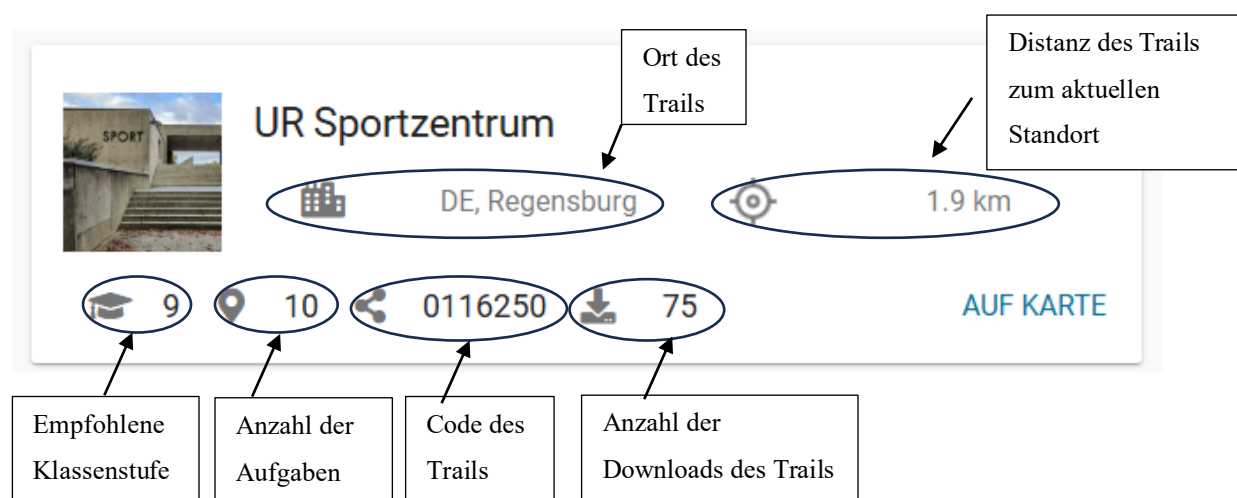 Ort des
Trails
Distanz des Trails
zum aktuellen
Standort
SPORT
UR Sportzentrum
DE, Regensburg
1.9 km
9
10
0116250
75
AUF KARTE
Empfohlene
Klassenstufe
Anzahl der
Aufgaben
Code des
Trails
Anzahl der
Downloads des Trails